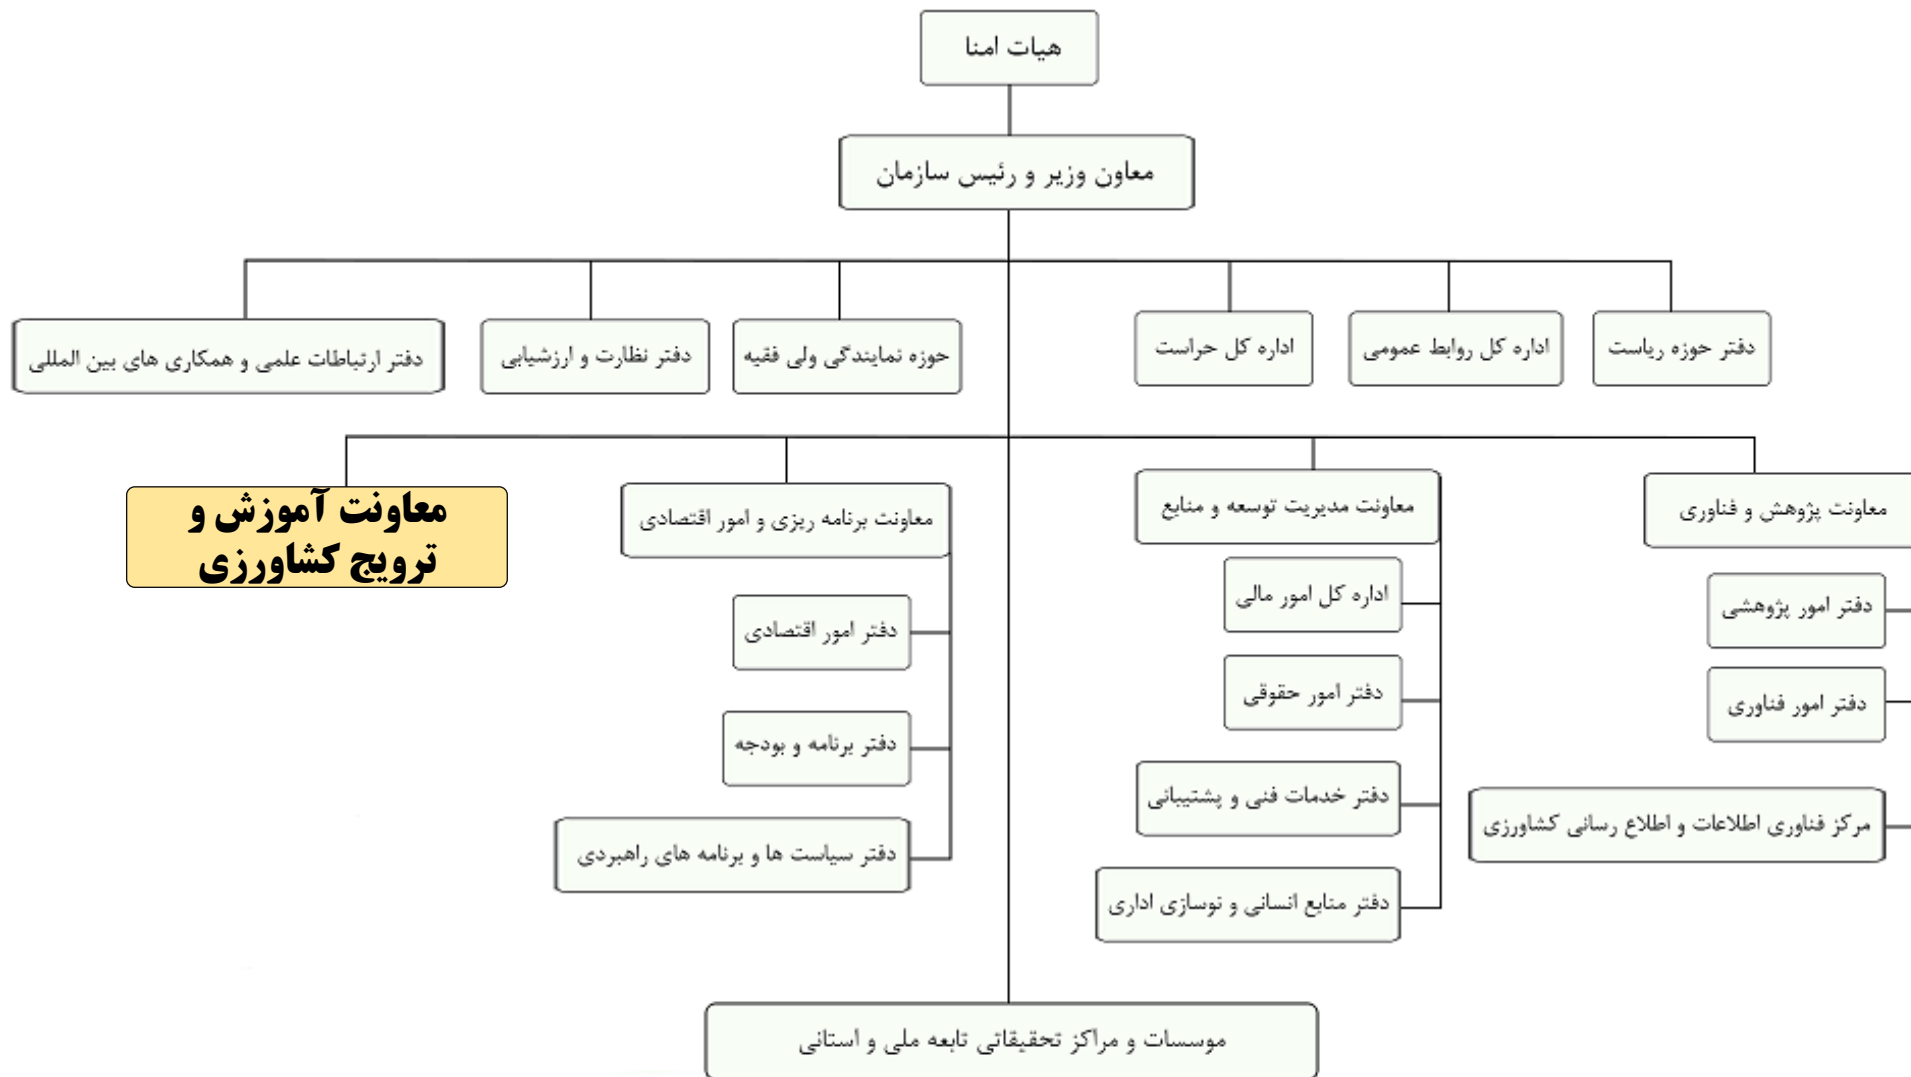 هیات امنا
معاون وزیر و رئیس سازمان
دفتر حوزه ریاست
اداره کل روابط عمومی
اداره کل حراست
حوزه نمایندگی ولی فقیه
دفتر نظارت و ارزشیابی
دفتر ارتباطات علمی و همکاری های بین المللی
معاونت پژوهش و فناوری
دفتر امور پژوهشی
دفتر امور فناوری
مرکز فناوری اطلاعات و اطلاع رسانی کشاورزی
معاونت مدیریت توسعه و منابع
اداره کل امور مالی
دفتر امور حقوقی
دفتر خدمات فنی و پشتیبانی
دفتر منابع انسانی و نوسازی اداری
معاونت برنامه ریزی و امور اقتصادی
دفتر امور اقتصادی
دفتر برنامه و بودجه
دفتر سیاست ها و برنامه های راهبردی
معاونت آموزش و
ترویج کشاورزی
موسسات و مراکز تحقیقاتی تابعه ملی و استانی